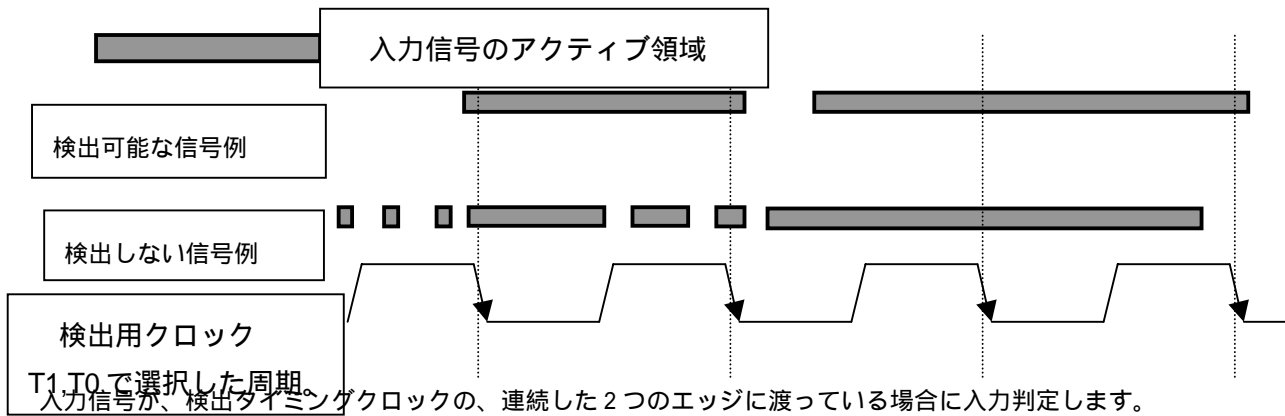 入力信号のアクティブ領域
検出可能な信号例
検出しない信号例
検出用クロック
T1,T0 で選択した周期。
入力信号が、検出タイミングクロックの、連続した2つのエッジに渡っている場合に入力判定します。